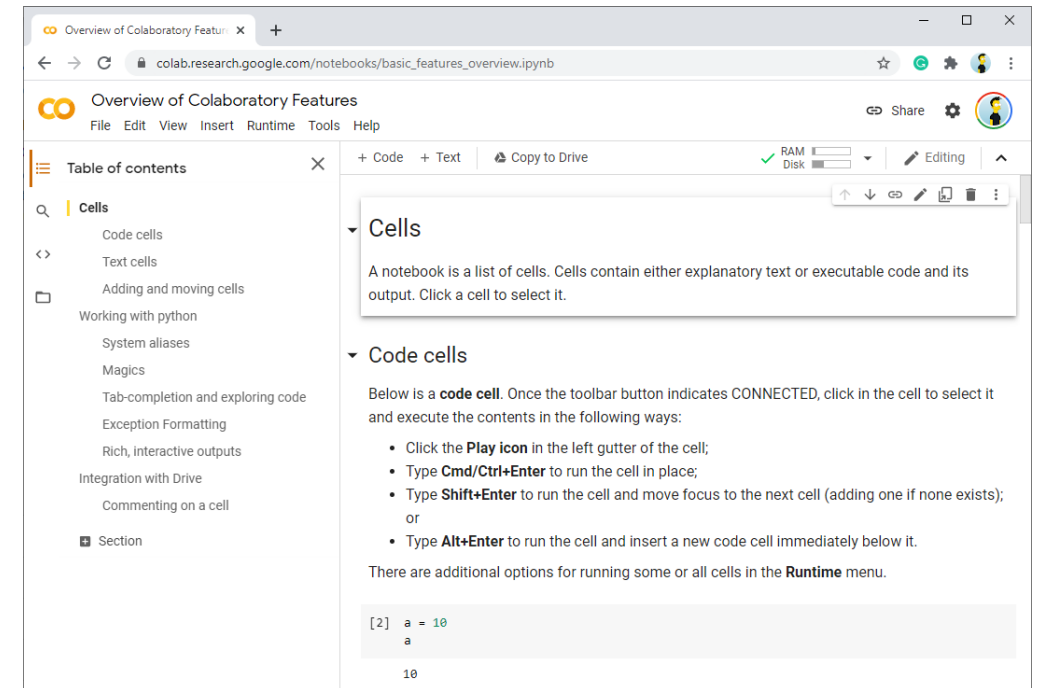 Overview of Colaboratory Featur
colab.research.google.com/notebooks/basic_features_overview.ipynb
Overview of Colaboratory Features
File Edit View Insert Runtime Tools Help
Share
Table of contents
Cells
Code cells
Text cells
Adding and moving cells
Working with python
System aliases
Magics
Tab-completion and exploring code
Exception Formatting
Rich, interactive outputs
Integration with Drive
Commenting on a cell
Section
+ Code + Text Copy to Drive
RAM
Disk
Editing
Cells
A notebook is a list of cells. Cells contain either explanatory text or executable code and its
output. Click a cell to select it.
Code cells
Below is a code cell. Once the toolbar button indicates CONNECTED, click in the cell to select it
and execute the contents in the following ways:
• Click the Play icon in the left gutter of the cell;
• Type Cmd/Ctrl+Enter to run the cell in place;
• Type Shift+Enter to run the cell and move focus to the next cell (adding one if none exists);
or
• Type Alt+Enter to run the cell and insert a new code cell immediately below it.
There are additional options for running some or all cells in the Runtime menu.
[2] a = 10
a
10